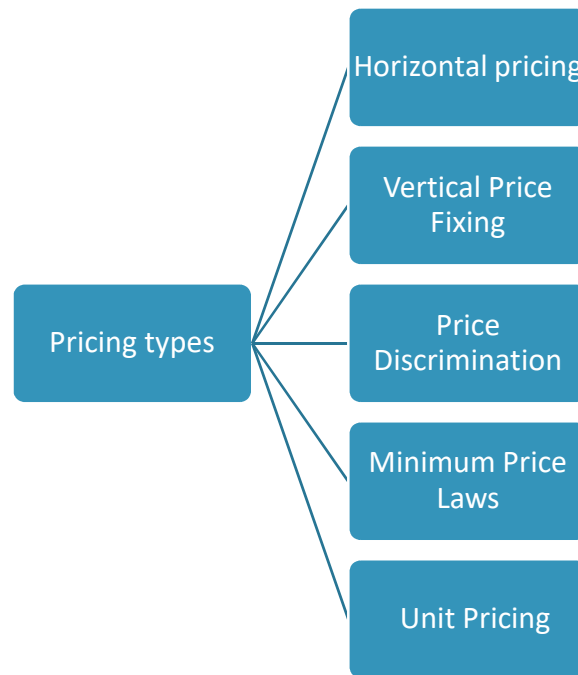 Pricing types
Horizontal pricing
Vertical Price
Fixing
Price
Discrimination
Minimum Price
Laws
Unit Pricing